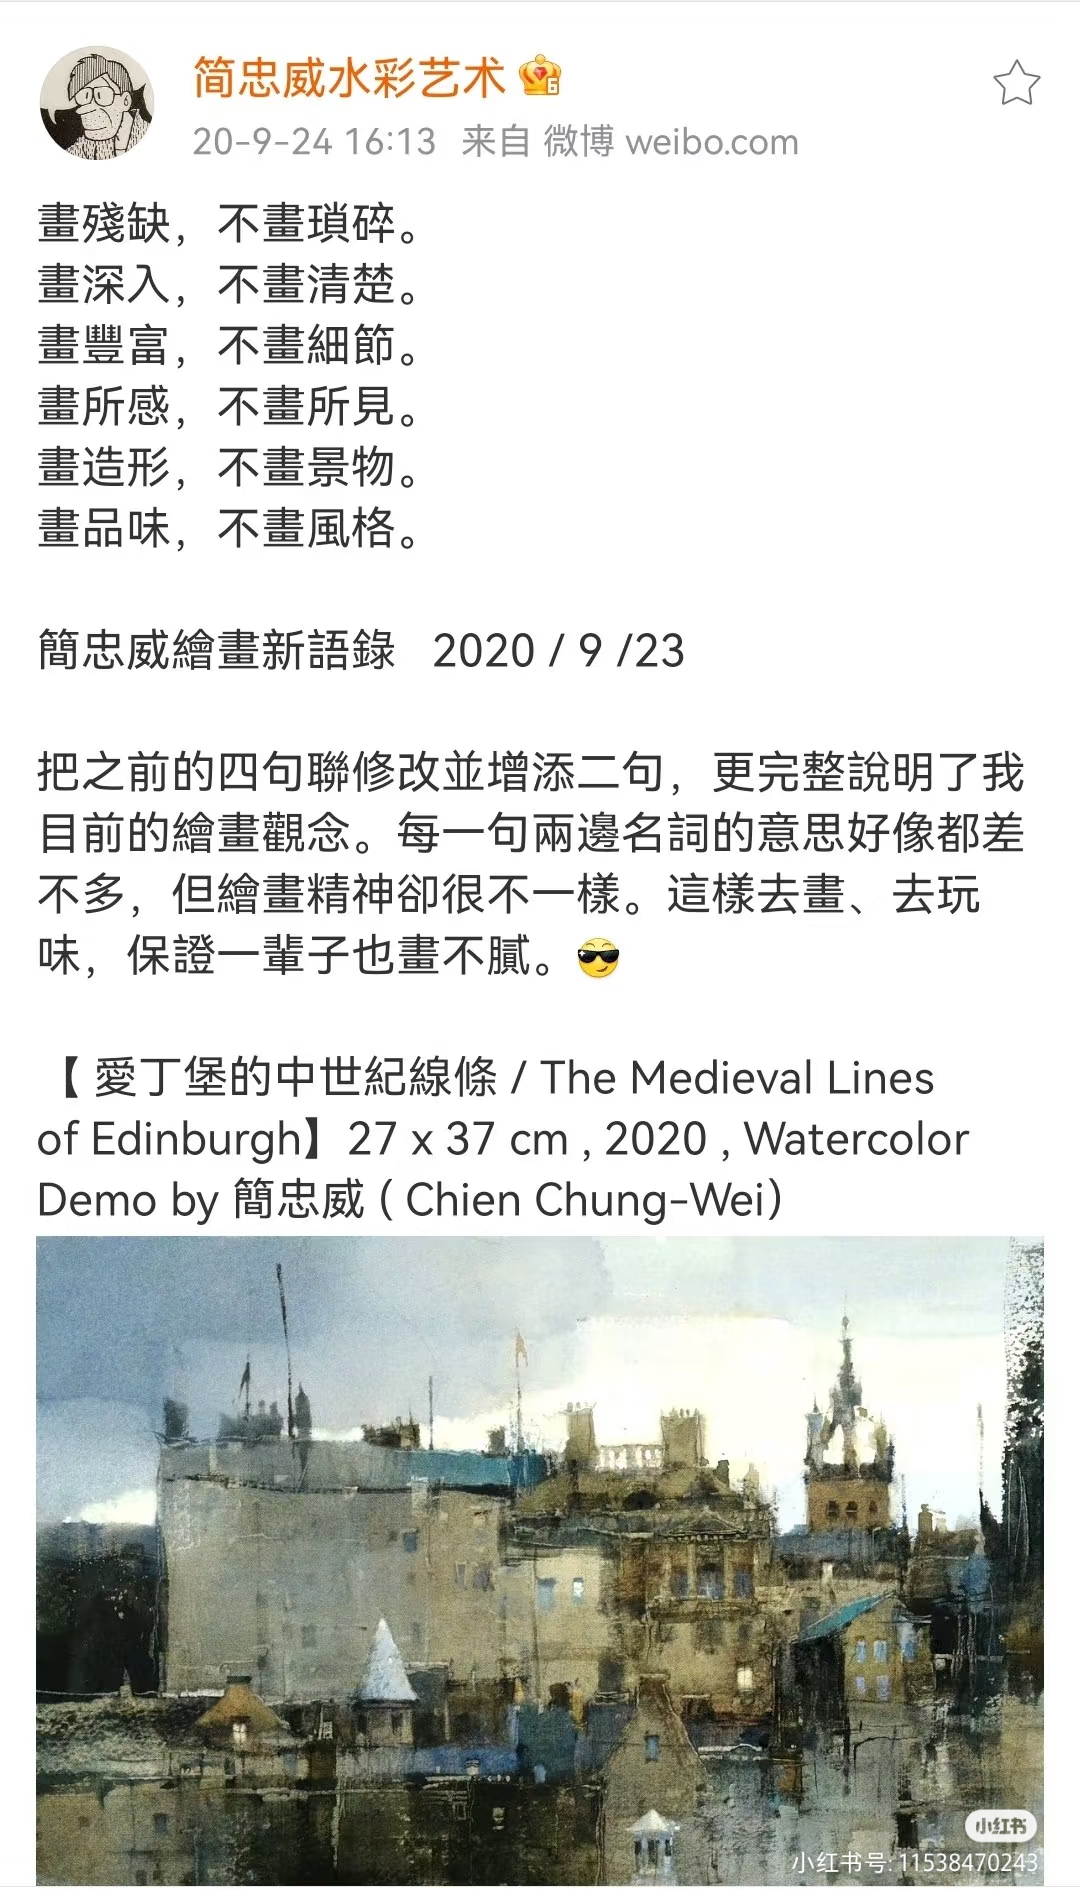 简忠威水彩艺术
6
20-9-24 16:13 来自 微博 weibo.com
畫殘缺，不畫瑣碎。
畫深入，不畫清楚。
畫豐富，不畫細節。
畫所感，不畫所見。
畫造形，不畫景物。
畫品味，不畫風格。
簡忠威繪畫新語錄 2020 / 9 /23
把之前的四句聯修改並增添二句，更完整說明了我
目前的繪畫觀念。每一句兩邊名詞的意思好像都差
不多，但繪畫精神卻很不一樣。這樣去畫、去玩
味，保證一輩子也畫不膩。😎
【 愛丁堡的中世紀線條 / The Medieval Lines
of Edinburgh】27 x 37 cm , 2020 , Watercolor
Demo by 簡忠威 ( Chien Chung-Wei)
小红书
小红书号: 11538470243